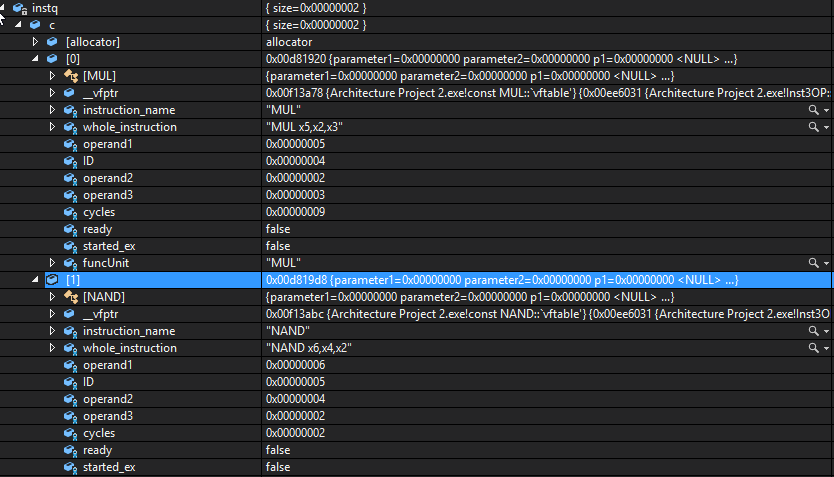 instq { size=0x00000002 }
c { size=0x00000002 }
[allocator] allocator
[0] 0x00d81920 {parameter1=0x00000000 parameter2=0x00000000 p1=0x00000000 <NULL> ...}
[MUL] {parameter1=0x00000000 parameter2=0x00000000 p1=0x00000000 <NULL> ...}
__vfptr 0x00f13a78 {Architecture Project 2.exe!const MUL::`vftable'} {0x00ee6031 {Architecture Project 2.exe!Inst3OP::
instruction_name "MUL"
whole_instruction "MUL x5,x2,x3"
operand1 0x00000005
ID 0x00000004
operand2 0x00000002
operand3 0x00000003
cycles 0x00000009
ready false
started_ex false
funcUnit "MUL"
[1] 0x00d819d8 {parameter1=0x00000000 parameter2=0x00000000 p1=0x00000000 <NULL> ...}
[NAND] {parameter1=0x00000000 parameter2=0x00000000 p1=0x00000000 <NULL> ...}
__vfptr 0x00f13abc {Architecture Project 2.exe!const NAND::`vftable'} {0x00ee6031 {Architecture Project 2.exe!Inst3O
instruction_name "NAND"
whole_instruction "NAND x6,x4,x2"
operand1 0x00000006
ID 0x00000005
operand2 0x00000004
operand3 0x00000002
cycles 0x00000002
ready false
started_ex false